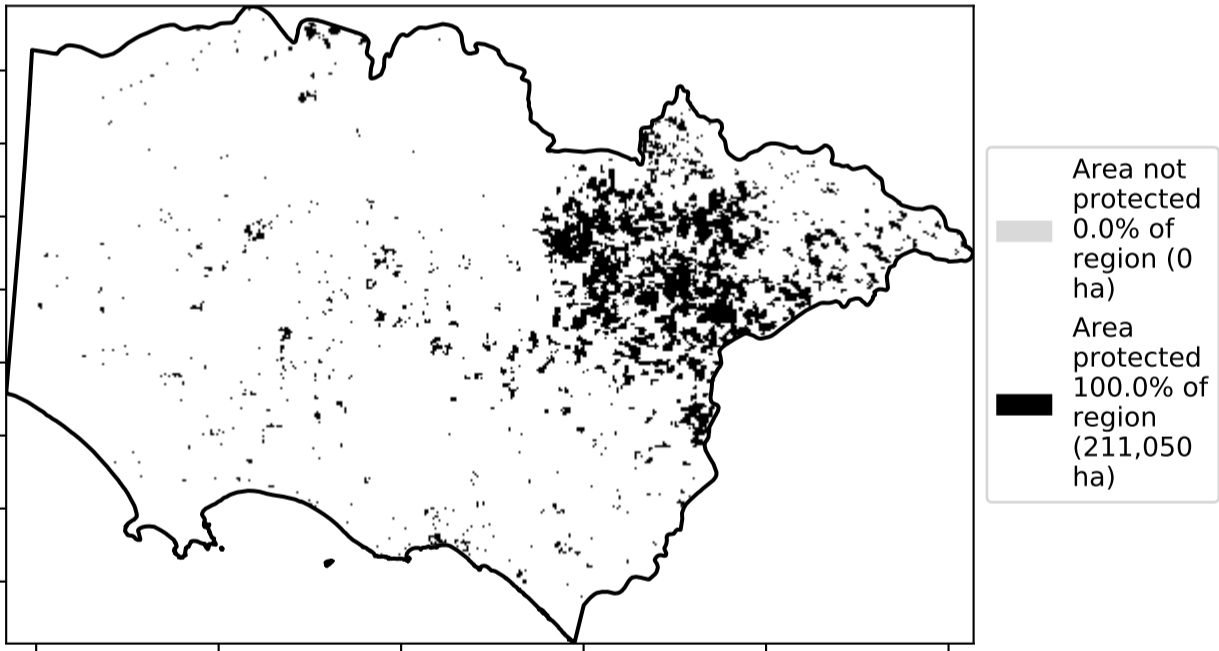 Area not
protected
0.0% of
region (0
ha)
Area
protected
100.0% of
region
(211,050
ha)